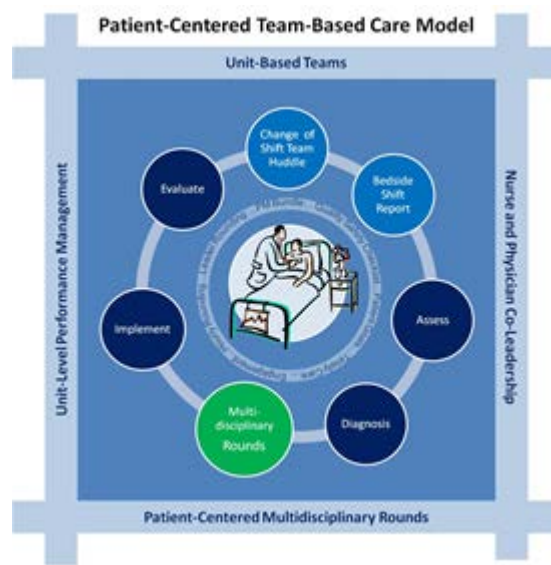 Patient-Centered Team-Based Care Model
Unit-Based Teams
Unit-Level Performance Management
Nurse and Physician Co-Leadership
Change of
Shift Team
Huddle
Bedside
Shift
Report
Assess
Diagnosis
Multi-
disciplinary
Rounds
Implement
Evaluate
Patient-Centered Multidisciplinary Rounds